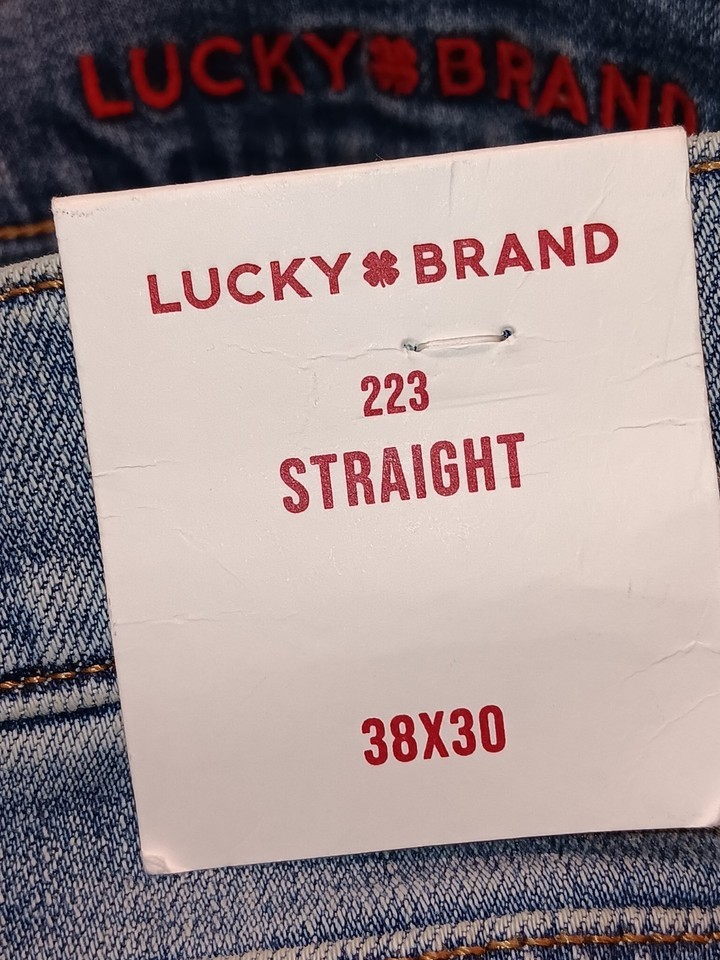 LUCKY BRAND
LUCKY BRAND
223
STRAIGHT
38X30